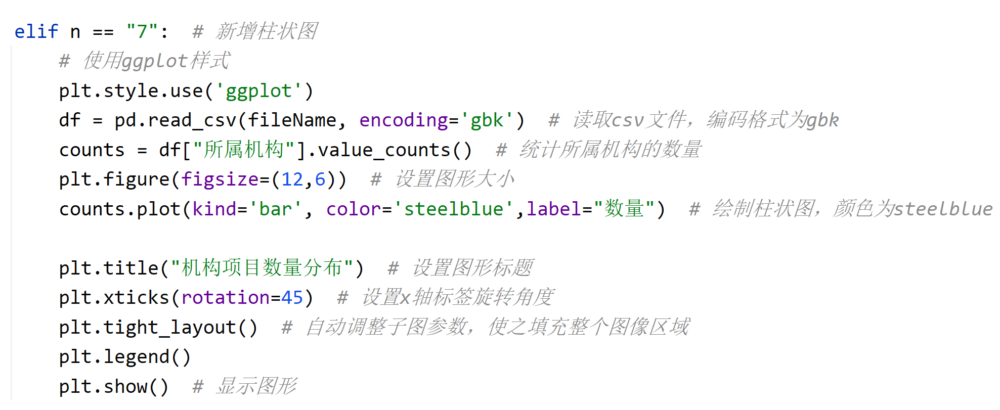 elif n == "7":  # 新增柱状图
    # 使用ggplot样式
    plt.style.use('ggplot')
    df = pd.read_csv(fileName, encoding='gbk')  # 读取csv文件，编码格式为gbk
    counts = df["所属机构"].value_counts()  # 统计所属机构的数量
    plt.figure(figsize=(12,6))  # 设置图形大小
    counts.plot(kind='bar', color='steelblue',label="数量")  # 绘制柱状图，颜色为steelblue
    plt.title("机构项目数量分布")  # 设置图形标题
    plt.xticks(rotation=45)  # 设置x轴标签旋转角度
    plt.tight_layout()  # 自动调整子图参数，使之填充整个图像区域
    plt.legend()
    plt.show()  # 显示图形